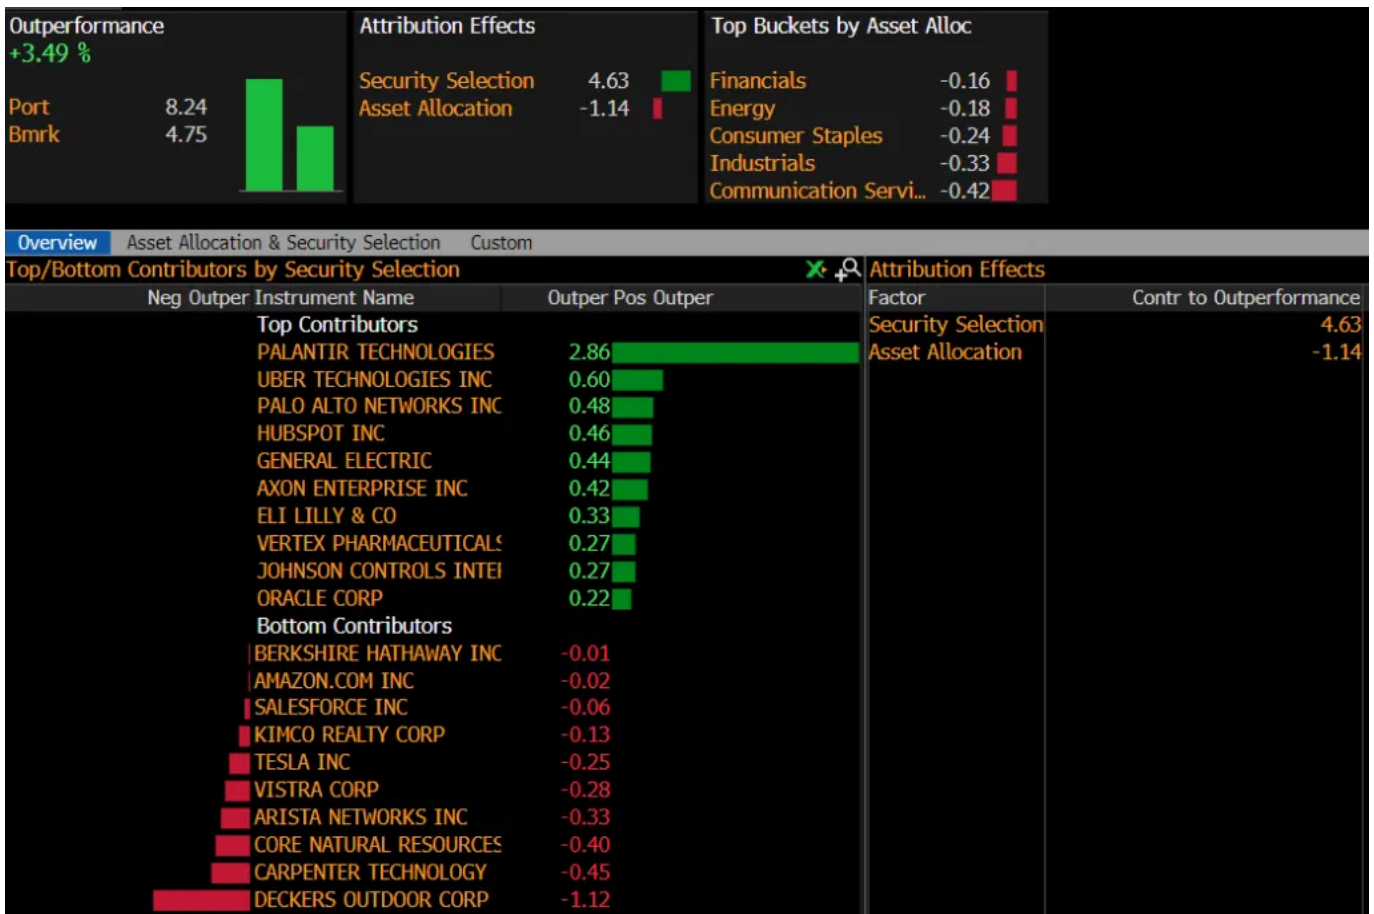 Outperformance
+3.49 %
Port 8.24
Bmrk 4.75
Attribution Effects
Security Selection 4.63
Asset Allocation -1.14
Top Buckets by Asset Alloc
Financials -0.16
Energy -0.18
Consumer Staples -0.24
Industrials -0.33
Communication Servi... -0.42
Overview Asset Allocation & Security Selection Custom
Top/Bottom Contributors by Security Selection
Neg Outper Instrument Name Outper Pos Outper
Top Contributors
PALANTIR TECHNOLOGIES 2.86
UBER TECHNOLOGIES INC 0.60
PALO ALTO NETWORKS INC 0.48
HUBSPOT INC 0.46
GENERAL ELECTRIC 0.44
AXON ENTERPRISE INC 0.42
ELI LILLY & CO 0.33
VERTEX PHARMACEUTICALS 0.27
JOHNSON CONTROLS INTE 0.27
ORACLE CORP 0.22
Bottom Contributors
BERKSHIRE HATHAWAY INC -0.01
AMAZON.COM INC -0.02
SALESFORCE INC -0.06
KIMCO REALTY CORP -0.13
TESLA INC -0.25
VISTRA CORP -0.28
ARISTA NETWORKS INC -0.33
CORE NATURAL RESOURCES -0.40
CARPENTER TECHNOLOGY -0.45
DECKERS OUTDOOR CORP -1.12
Attribution Effects
Factor Contr to Outperformance
Security Selection 4.63
Asset Allocation -1.14